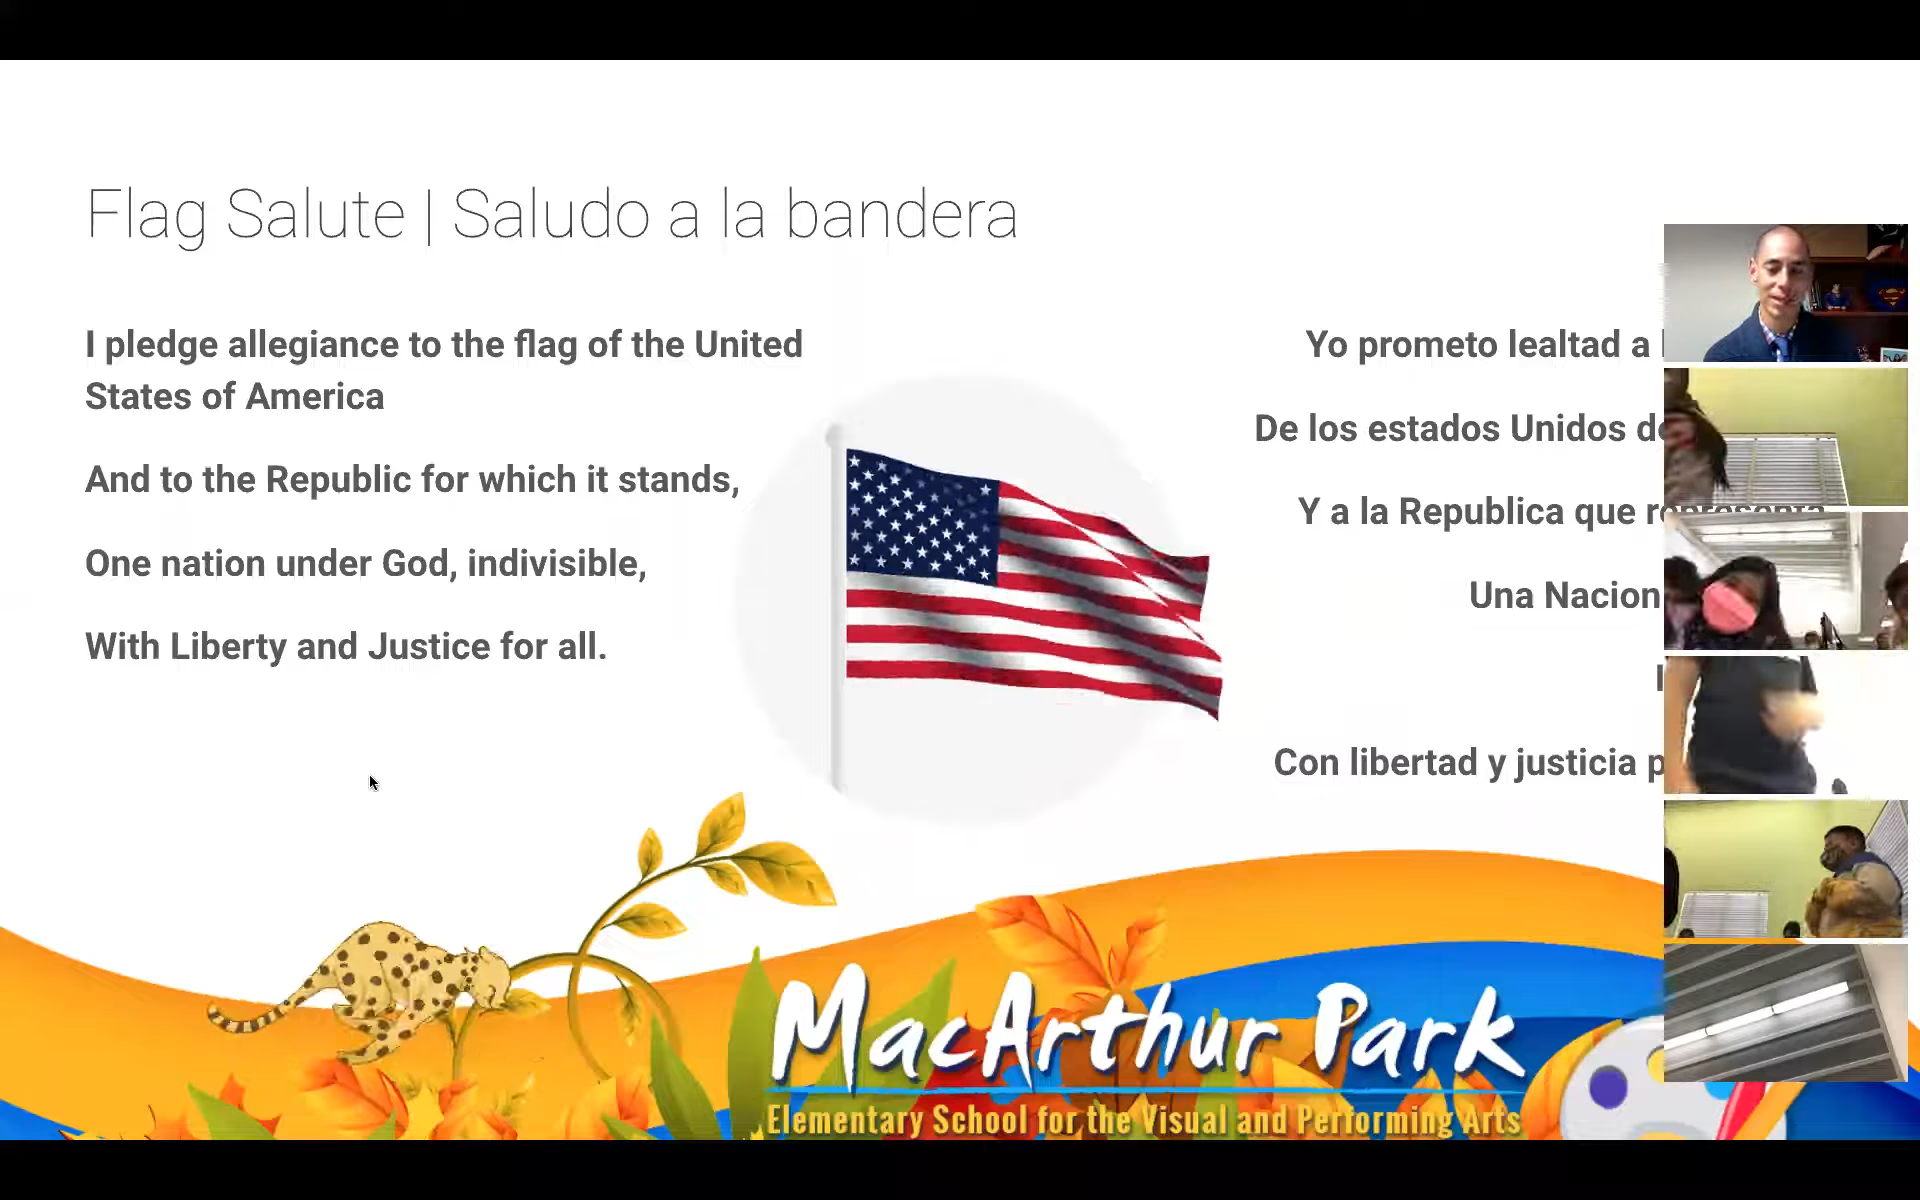 Flag Salute | Saludo a la bandera
I pledge allegiance to the flag of the United
States of America
And to the Republic for which it stands,
One nation under God, indivisible,
With Liberty and Justice for all.
Yo prometo lealtad a
De los estados Unidos
Y a la Republica que representa
Una Nacion
Con libertad y justicia
MacArthur Park
Elementary School for the Visual and Performing Arts